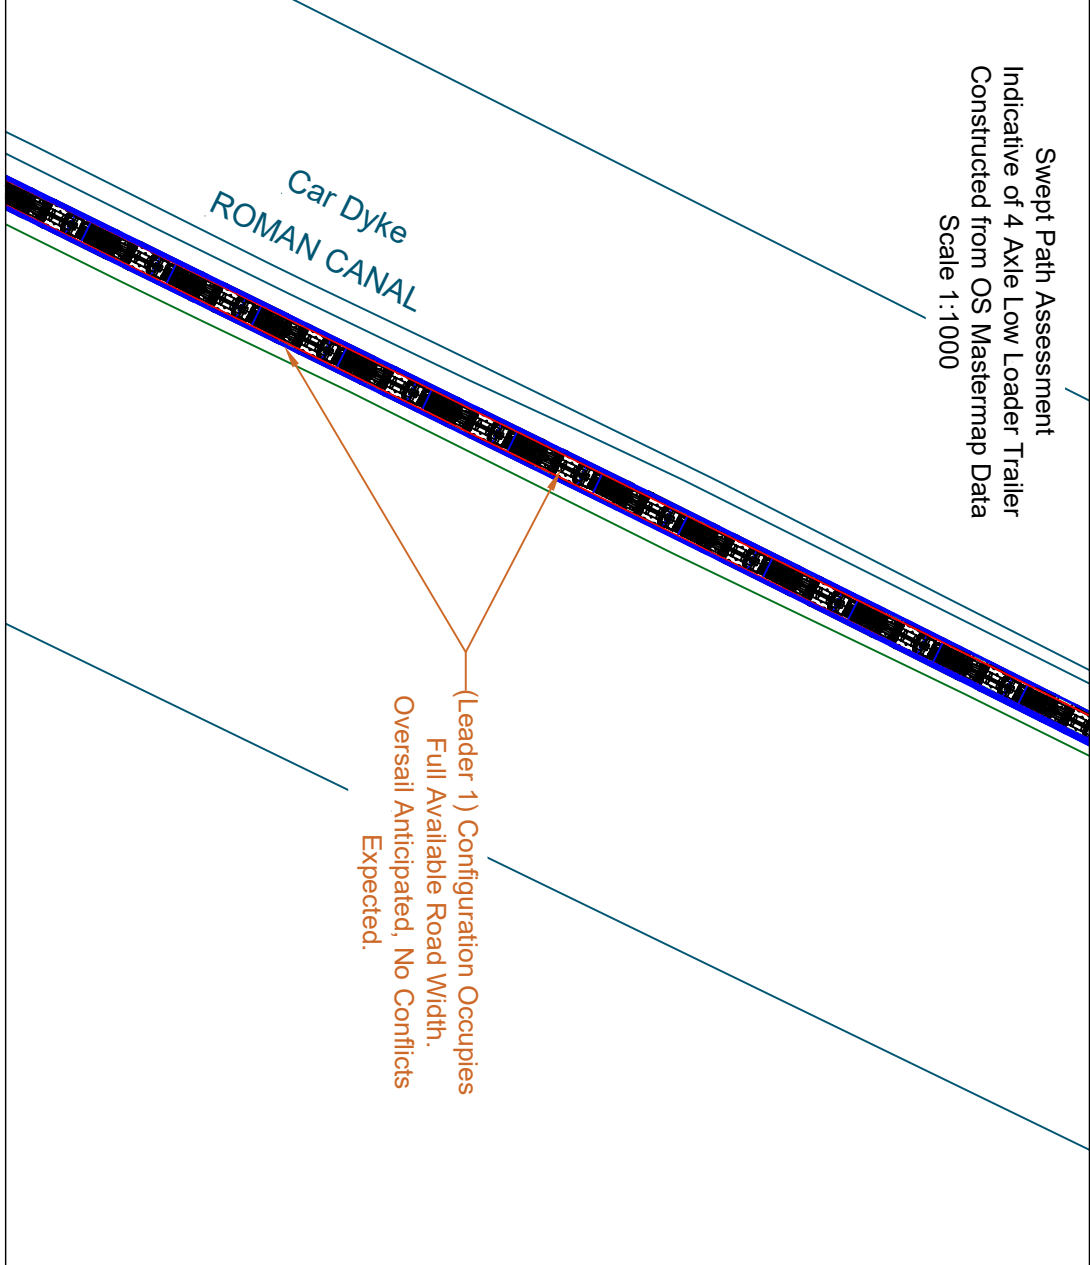 Swept Path Assessment
Indicative of 4 Axle Low Loader Trailer
Constructed from OS Mastermap Data
Scale 1:1000
Car Dyke
ROMAN CANAL
(Leader 1) Configuration Occupies
Full Available Road Width.
Oversail Anticipated, No Conflicts
Expected.